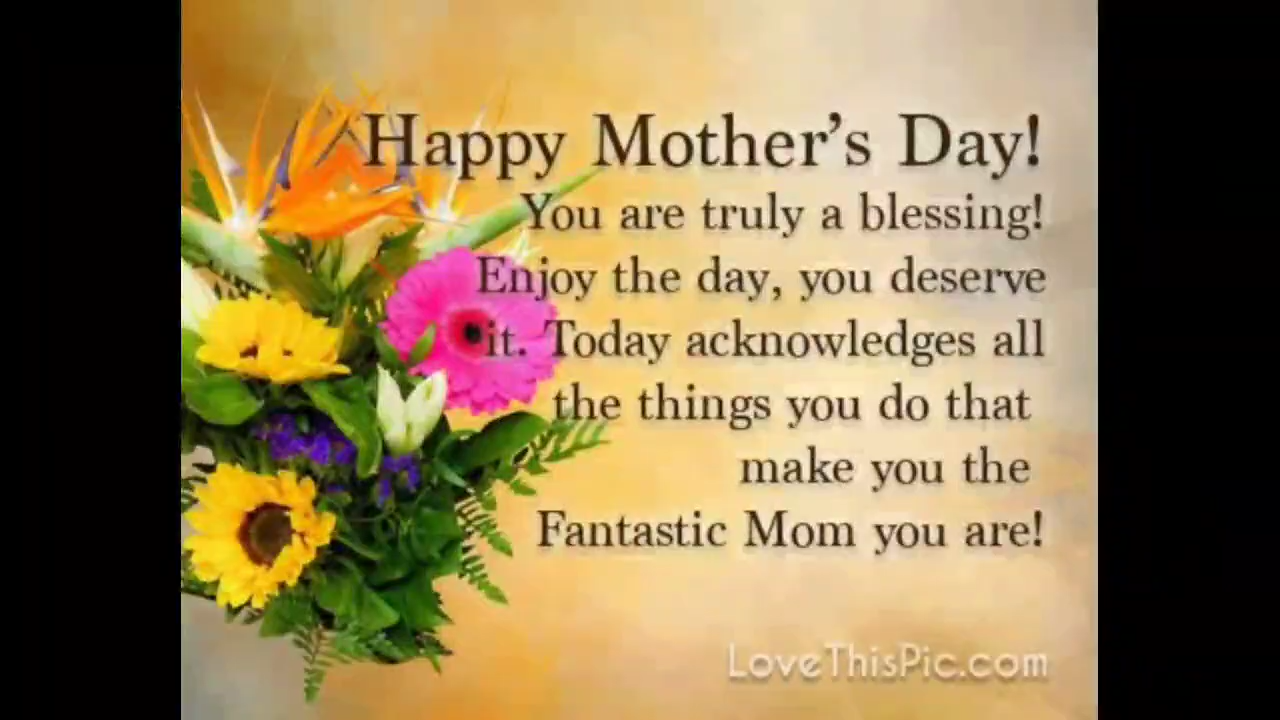 Happy Mother's Day!
You are truly a blessing!
Enjoy the day, you deserve
it. Today acknowledges all
the things you do that
make you the
Fantastic Mom you are!
LoveThisPic.com